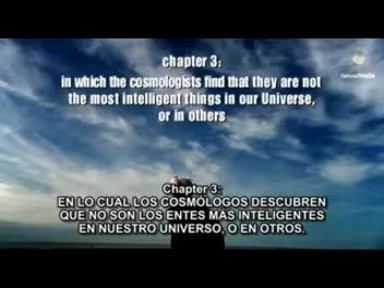 chapter 3:
in which the cosmologists find that they are not
the most intelligent things in our Universe,
or in others
Chapter 3:
EN LO CUAL LOS COSMÓLOGOS DESCUBREN
QUE NO SON LOS ENTES MÁS INTELIGENTES
EN NUESTRO UNIVERSO, O EN OTROS.